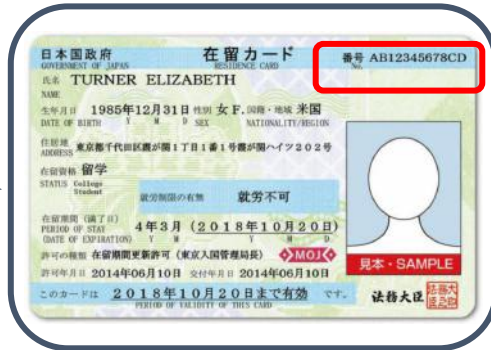 日本国政府 在留カード 番号 AB12345678CD
GOVERNMENT OF JAPAN RESIDENCE CARD No.
氏名 TURNER ELIZABETH
NAME
生年月日 1985年12月31日 性別 女 F. 国籍・地域 米国
DATE OF BIRTH Y M D SEX NATIONALITY/REGION
住居地 東京都千代田区霞が関1丁目1番1号霞が関ハイツ202号
ADDRESS
在留資格 留学
STATUS College
Student
就労制限の有無 就労不可
在留期間(満了日) 4年3月(2018年10月20日)
PERIOD OF STAY
(DATE OF EXPIRATION) Y M Y M D
許可の種類 在留期間更新許可(東京入国管理局長) MOJ
見本・SAMPLE
許可年月日 2014年06月10日 交付年月日 2014年06月10日
このカードは 2018年10月20日まで有効 です。 法務大臣
PERIOD OF VALIDITY OF THIS CARD